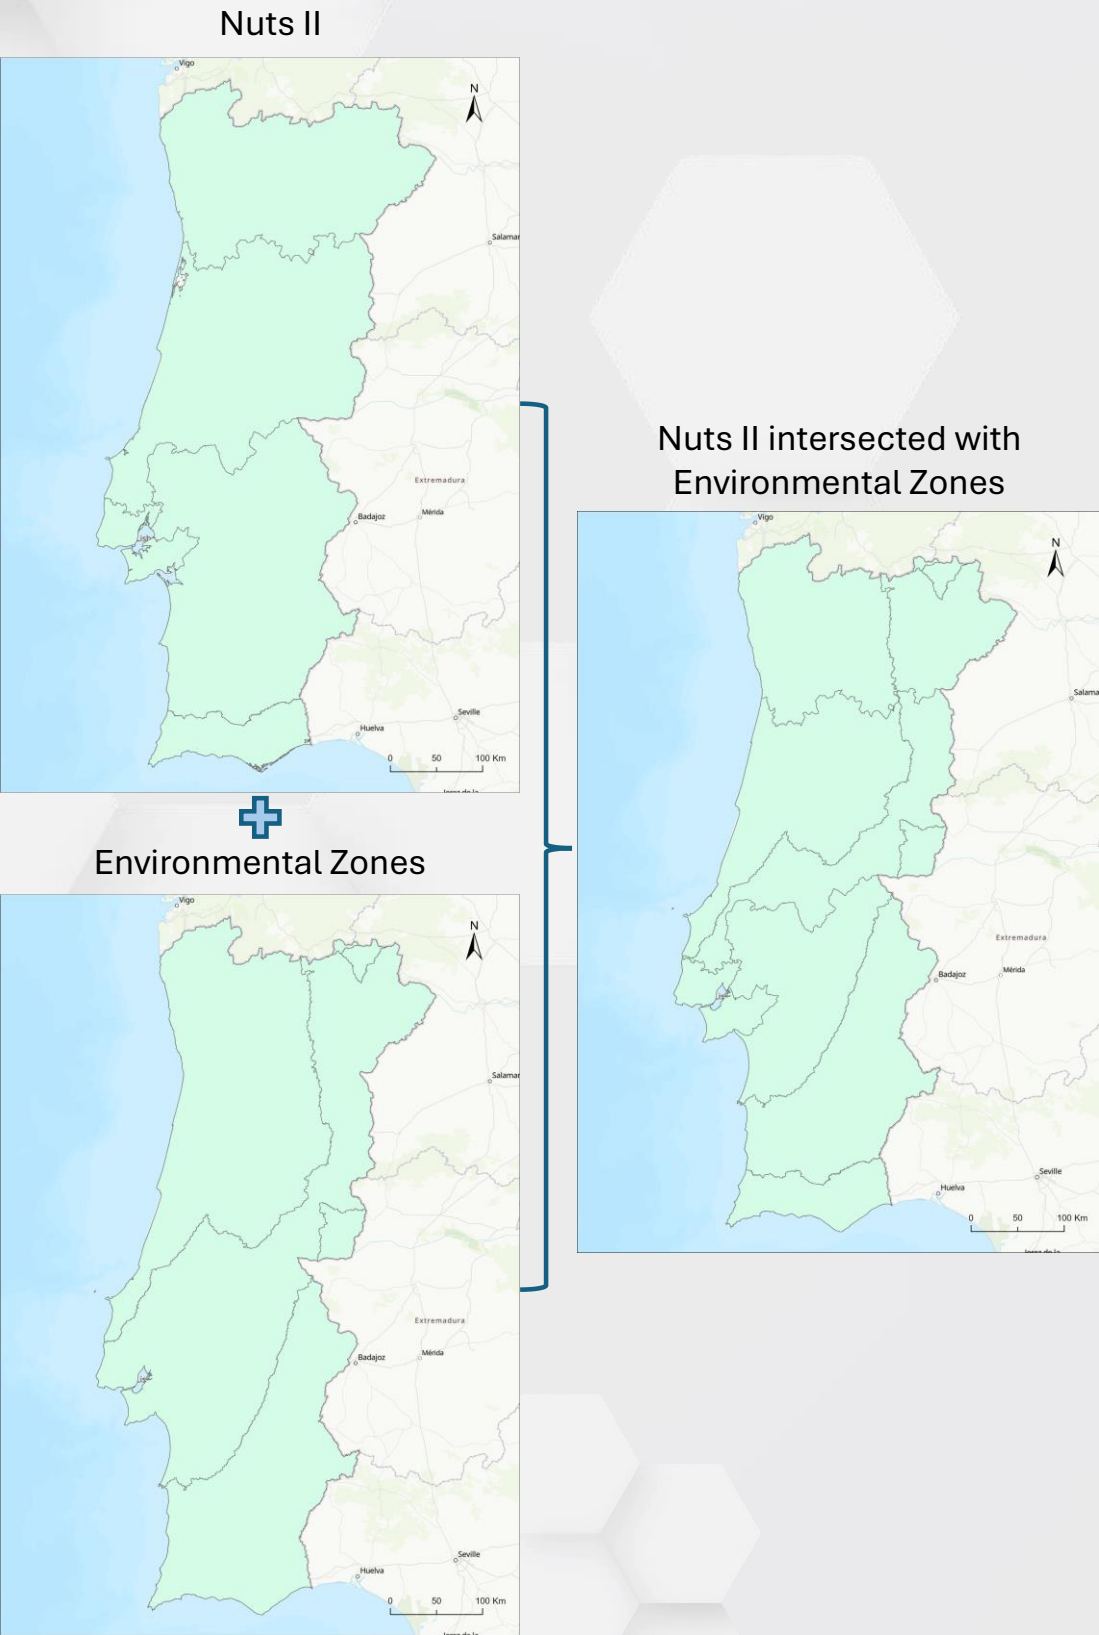 Nuts II
Vigo
N
Salamar
Extremadura
Badajoz
Mérida
Seville
Huelva
0 50 100 Km
Environmental Zones
Vigo
N
Salamar
Extremadura
Badajoz
Mérida
Seville
Huelva
0 50 100 Km
Nuts II intersected with
Environmental Zones
Vigo
N
Salama
Extremadura
Badajoz
Mérida
Seville
Huelva
0 50 100 Km